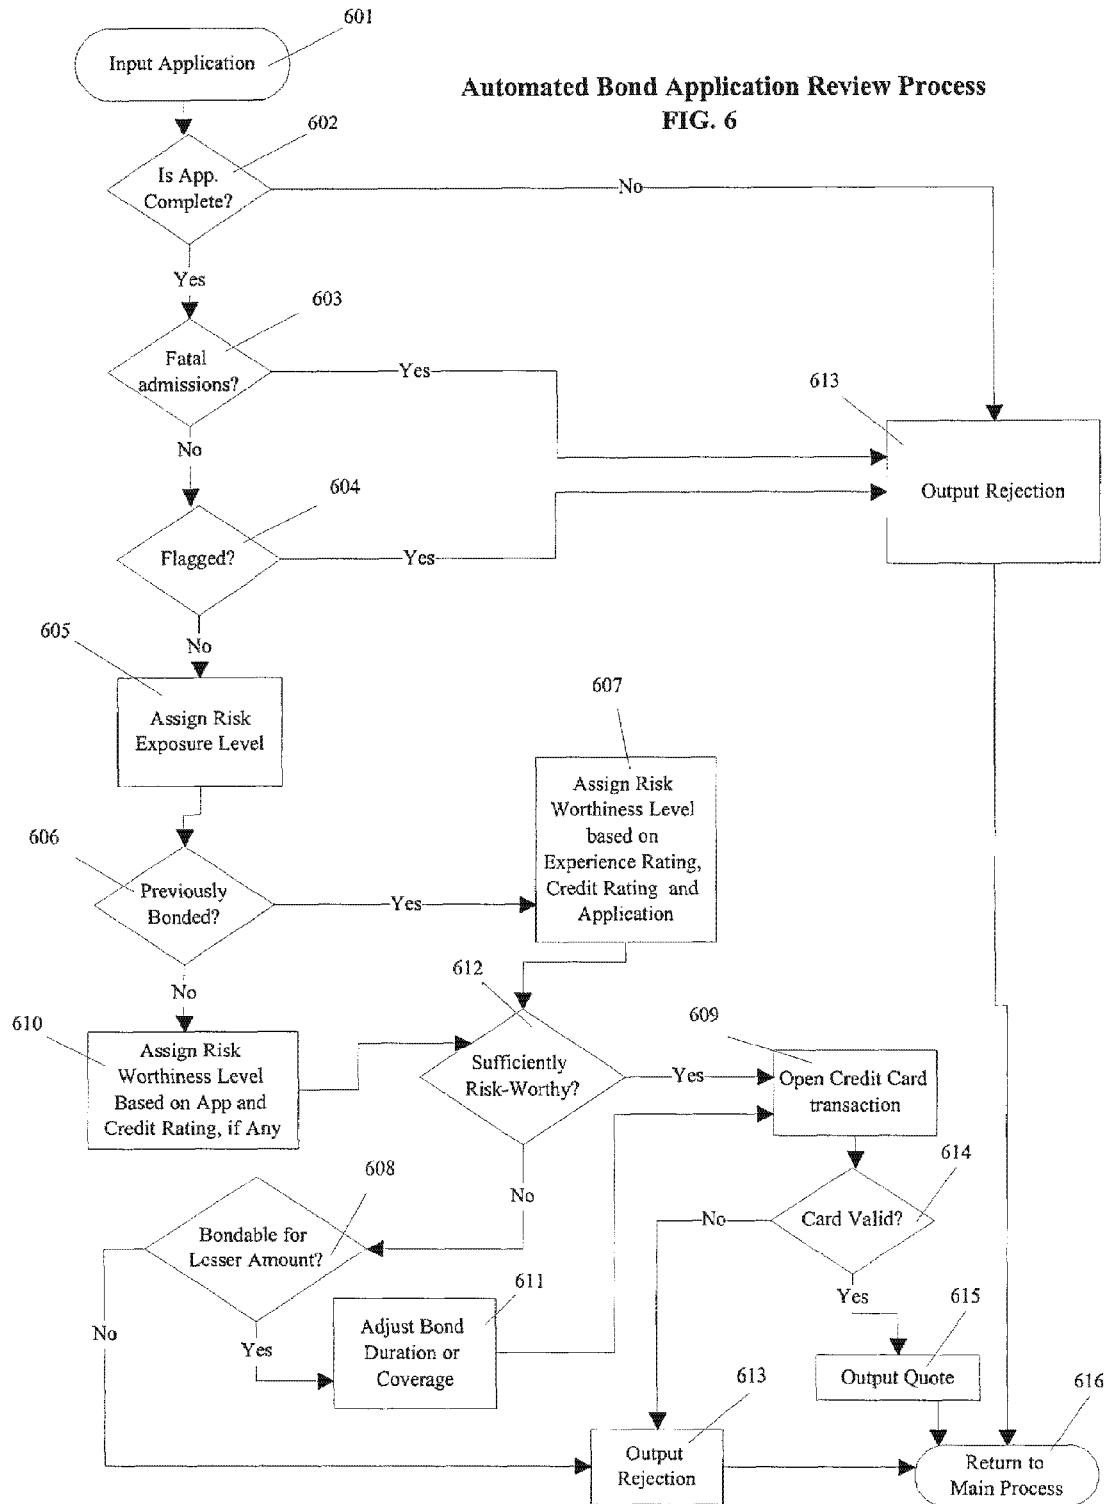 601
Input Application
Automated Bond Application Review Process
FIG. 6
602
Is App.
Complete?
No
Yes
603
Fatal
admissions?
Yes
613
No
604
Output Rejection
Flagged?
Yes
605
No
607
Assign Risk
Exposure Level
Assign Risk
Worthiness Level
based on
Experience Rating,
Credit Rating and
Application
606
Previously
Bonded?
Yes
612
No
609
610
Assign Risk
Worthiness Level
Based on App and
Credit Rating, if Any
Sufficiently
Risk-Worthy?
Yes
Open Credit Card
transaction
614
608
No
Bondable for
Lesser Amount?
No
Card Valid?
611
Yes
615
No
Yes
Adjust Bond
Duration or
Coverage
Output Quote
613
616
Output
Rejection
Return to
Main Process